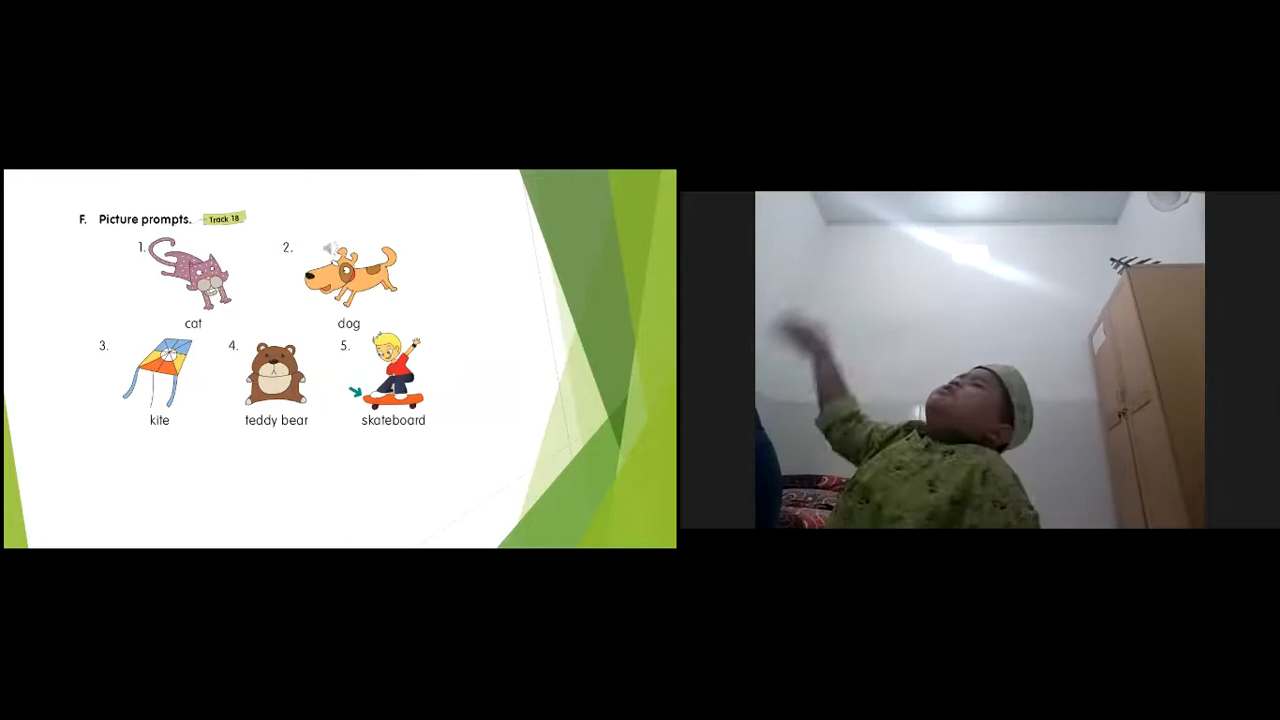 F. Picture prompts. Track 18
1. 2.
cat dog
3. 4. 5.
kite teddy bear skateboard